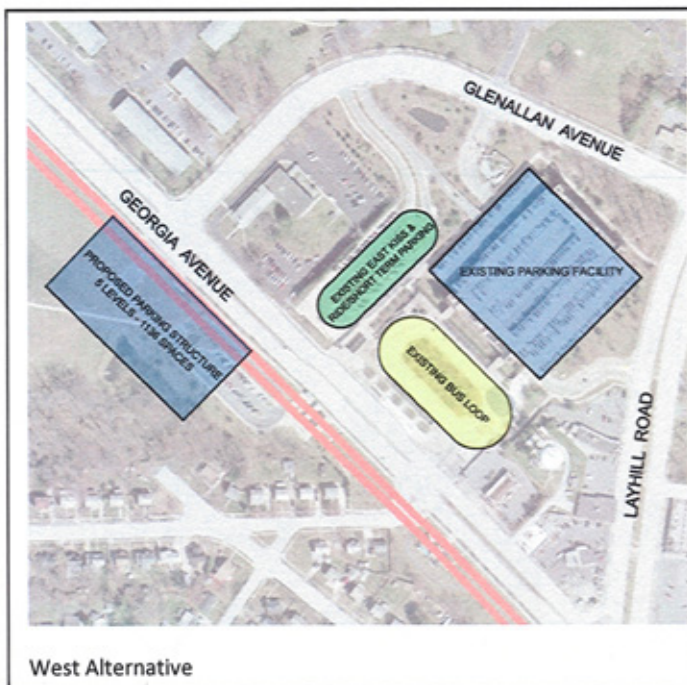 GLENALLAN AVENUE
GEORGIA AVENUE
EXISTING EAST KISS &
RIDE/SHORT TERM PARKING
EXISTING PARKING FACILITY
PROPOSED PARKING STRUCTURE
5 LEVELS - 1136 SPACES
EXISTING BUS LOOP
LAYHILL ROAD
West Alternative